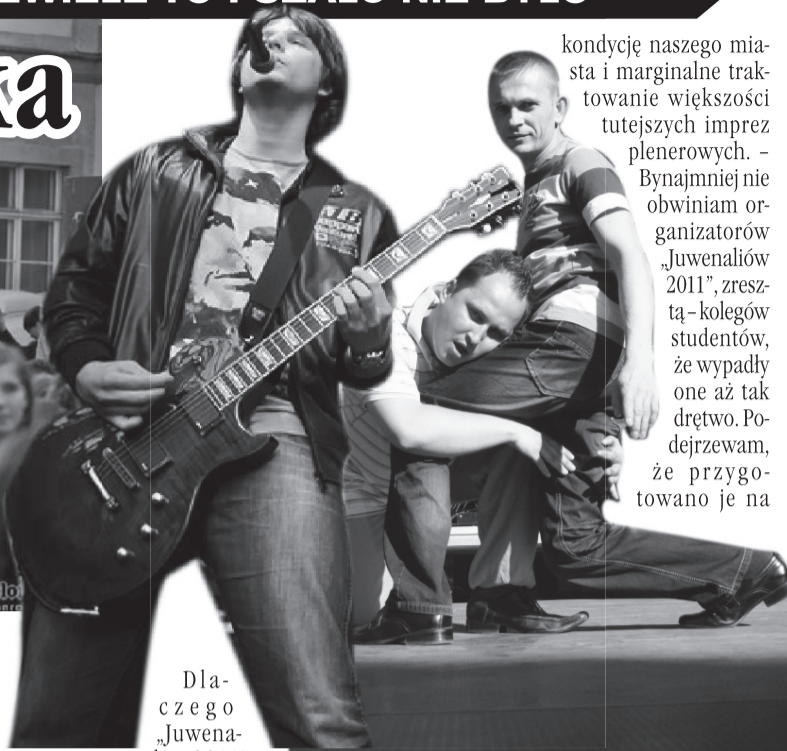 ka
kondycję naszego mia-
sta i marginalne trak-
towanie większości
tutejszych imprez
plenerowych. –
Bynajmniej nie
obwiniam or-
ganizatorów
„Juwenaliów
2011”, zresz-
tą – kolegów
studentów,
że wypadły
one aż tak
drętwo. Po-
dejrzewam,
że przygo-
towano je na
Dla-
czego
„Juwena-